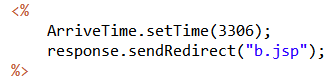 <%
ArriveTime.setTime(3306);
response.sendRedirect("b.jsp");
%>